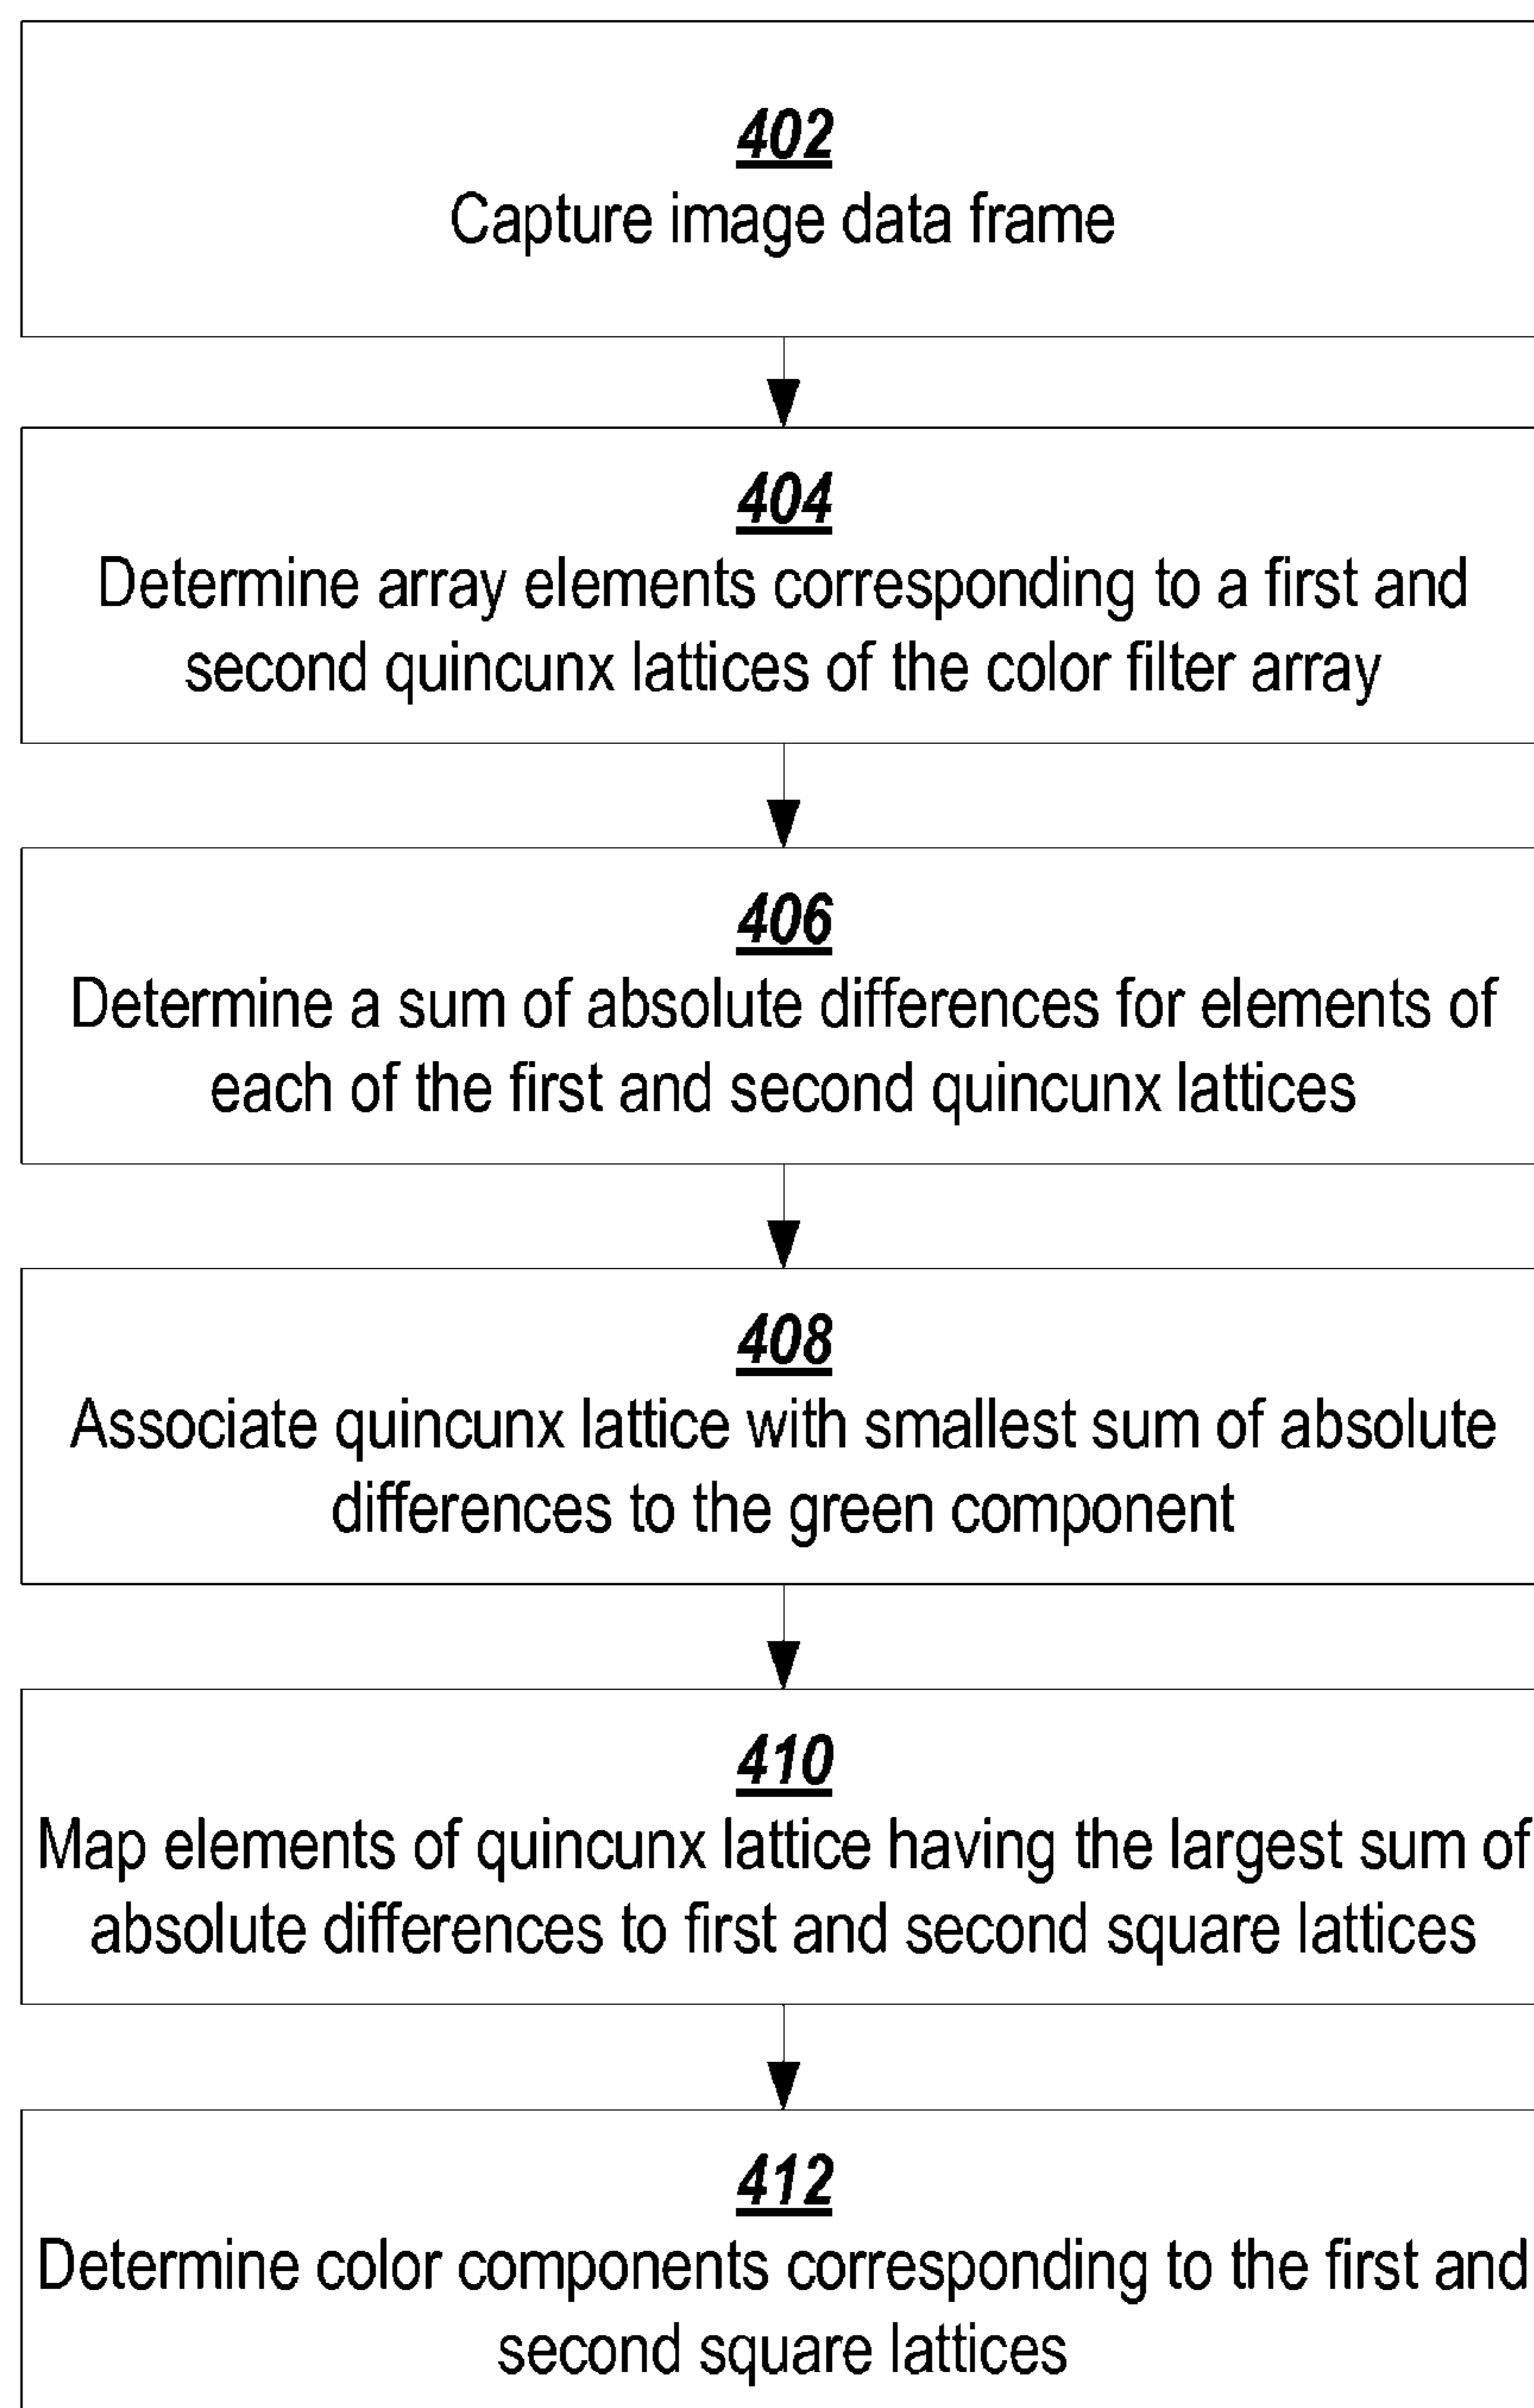 402
Capture image data frame
404
Determine array elements corresponding to a first and
second quincunx lattices of the color filter array
406
Determine a sum of absolute differences for elements of
each of the first and second quincunx lattices
408
Associate quincunx lattice with smallest sum of absolute
differences to the green component
410
Map elements of quincunx lattice having the largest sum of
absolute differences to first and second square lattices
412
Determine color components corresponding to the first and
second square lattices